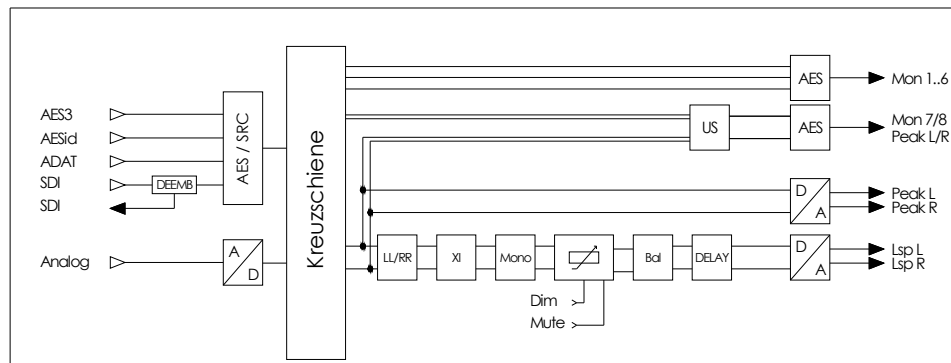 AES3
AESid
ADAT
SDI
SDI
DEEMB
AES / SRC
Analog
A
D
Kreuzschiene
AES
Mon 1..6
US
AES
Mon 7/8
Peak L/R
D
A
Peak L
Peak R
LL/RR
XI
Mono
Bal
DELAY
D
A
Lsp L
Lsp R
Dim
Mute